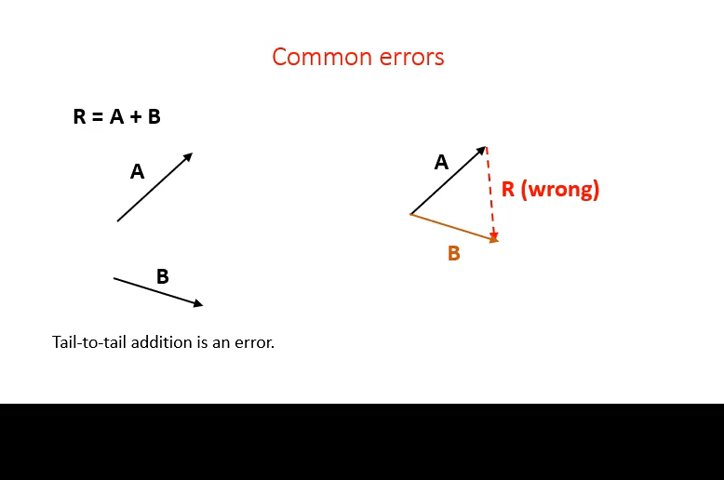 Common errors
R = A + B
A
B
A
R (wrong)
B
Tail-to-tail addition is an error.